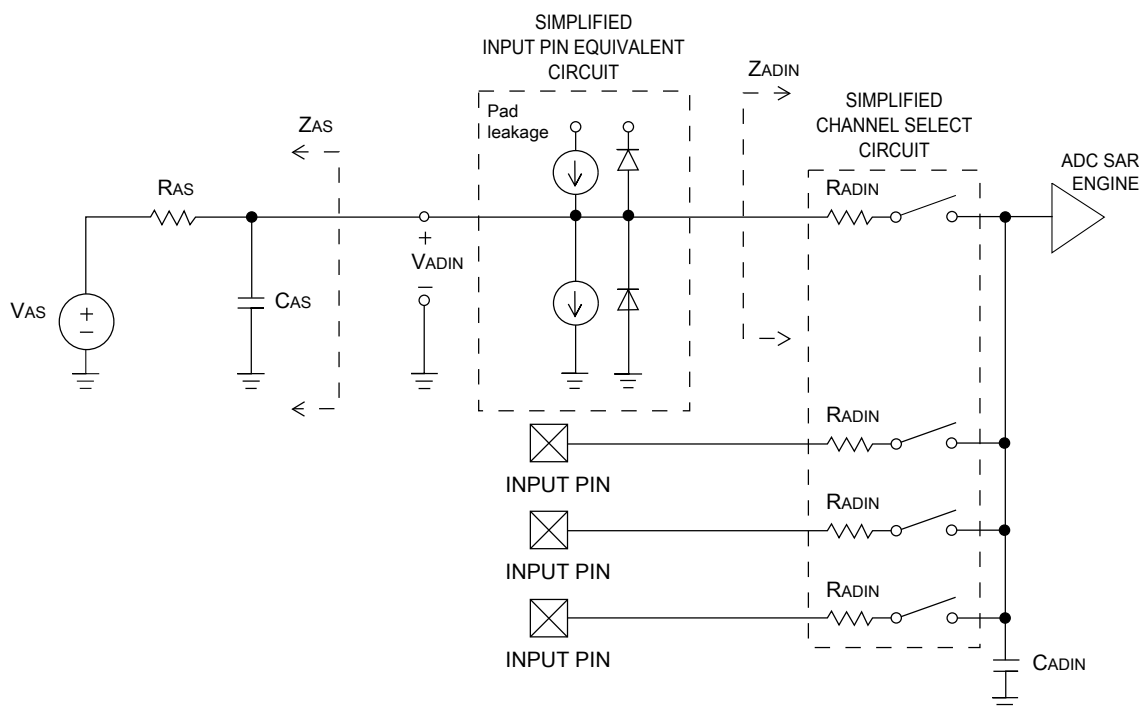 SIMPLIFIED
INPUT PIN EQUIVALENT
CIRCUIT
ZADIN
SIMPLIFIED
CHANNEL SELECT
CIRCUIT
Pad
leakage
ZAS
ADC SAR
ENGINE
RAS
RADIN
+
VADIN
–
CAS
VAS
+
–
RADIN
INPUT PIN
RADIN
INPUT PIN
RADIN
INPUT PIN
CADIN